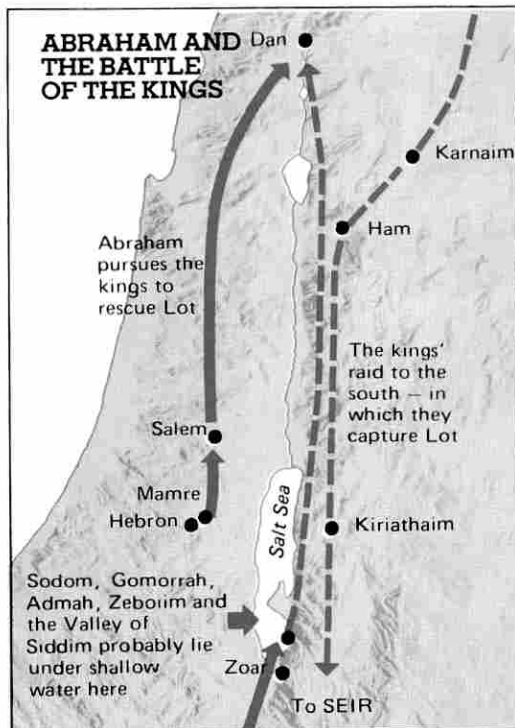 ABRAHAM AND
THE BATTLE
OF THE KINGS
Dan
Karnaim
Ham
Abraham
pursues the
kings to
rescue Lot
The kings'
raid to the
south – in
which they
capture Lot
Salem
Mamre
Hebron
Salt Sea
Kiriathaim
Sodom, Gomorrah,
Admah, Zeboiim and
the Valley of
Siddim probably lie
under shallow
water here
Zoar
To SEIR